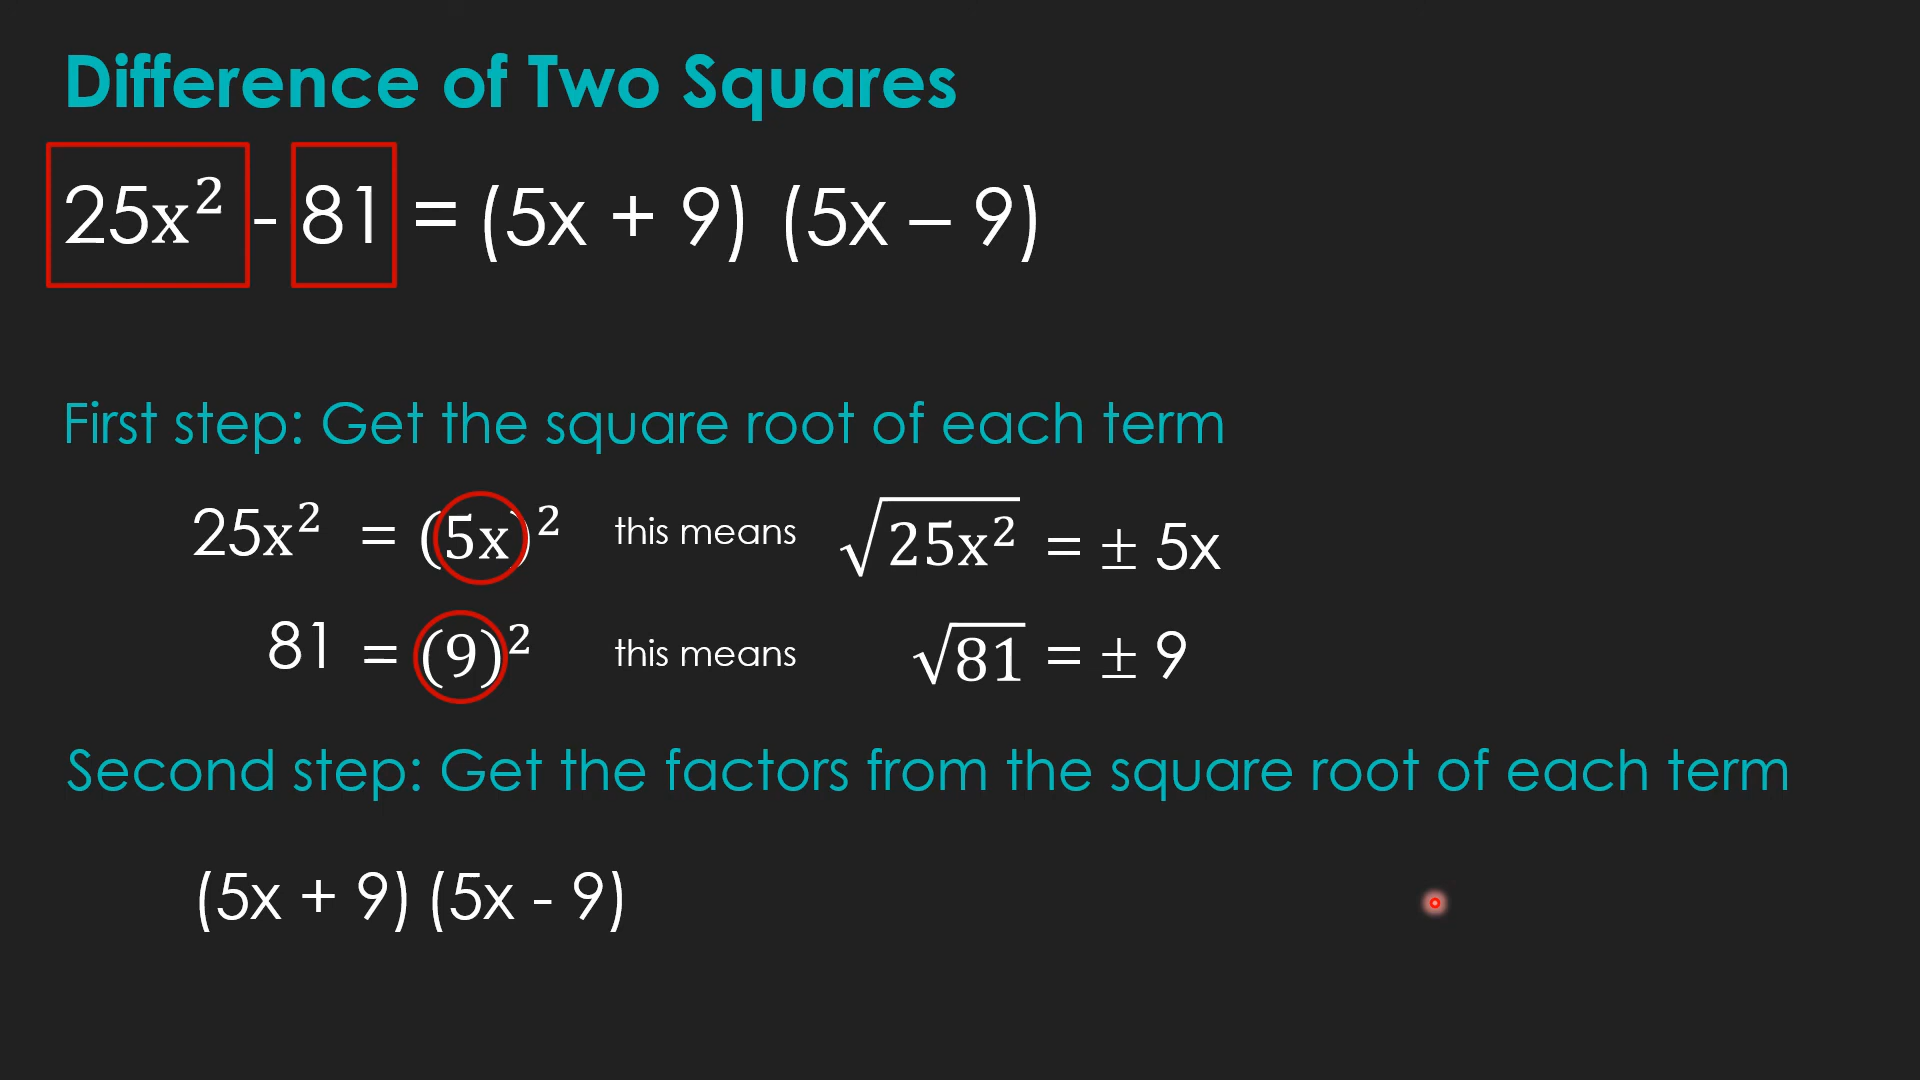 Difference of Two Squares
25x² - 81 = (5x + 9) (5x – 9)
First step: Get the square root of each term
25x² = (5x)² this means √25x² = ± 5x
81 = (9)² this means √81 = ± 9
Second step: Get the factors from the square root of each term
(5x + 9) (5x - 9)